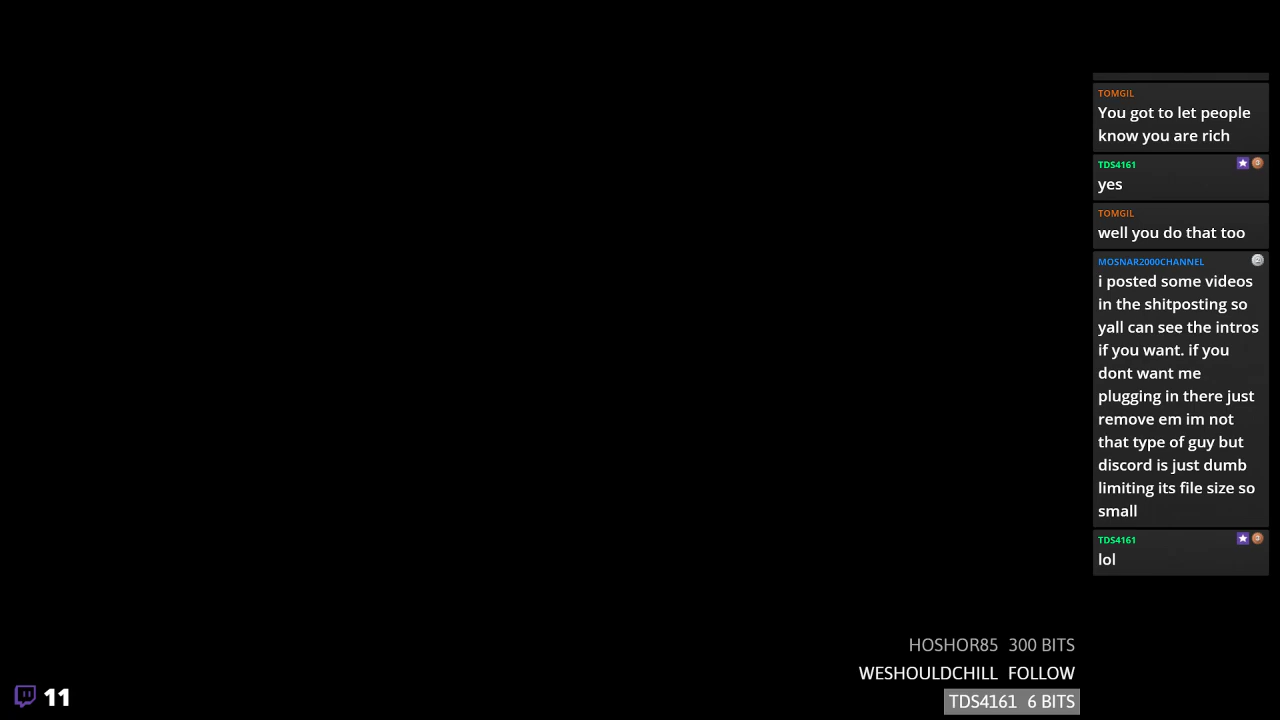 TOMGIL
You got to let people
know you are rich
TDS4161
yes
TOMGIL
well you do that too
MOSNAR2000CHANNEL
i posted some videos
in the shitposting so
yall can see the intros
if you want. if you
dont want me
plugging in there just
remove em im not
that type of guy but
discord is just dumb
limiting its file size so
small
TDS4161
lol
HOSHOR85 300 BITS
WESHOULDCHILL FOLLOW
TDS4161 6 BITS
11